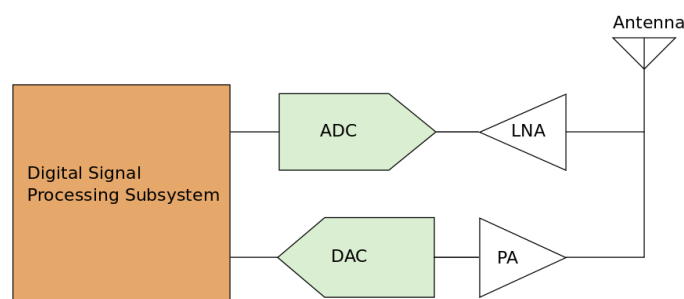 Antenna
ADC
LNA
Digital Signal
Processing Subsystem
DAC
PA